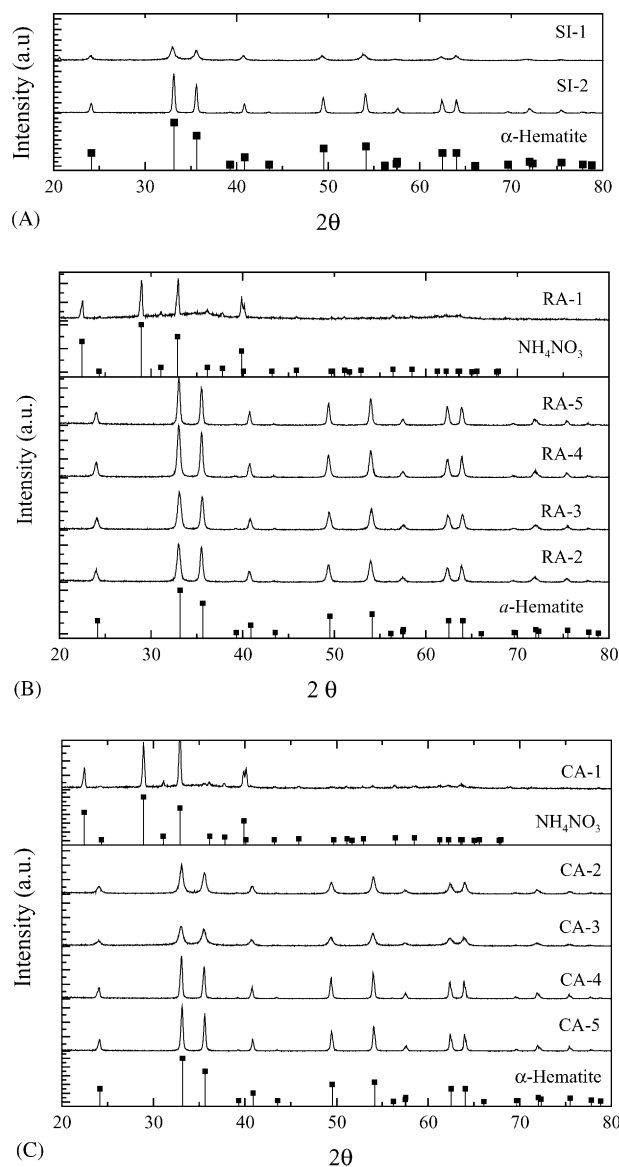 Intensity (a.u)
SI-1
SI-2
α-Hematite
20 30 40 50 60 70 80
(A)
2θ
Intensity (a.u.)
RA-1
NH₄NO₃
RA-5
RA-4
RA-3
RA-2
a-Hematite
20 30 40 50 60 70 80
(B)
2 θ
Intensity (a.u.)
CA-1
NH₄NO₃
CA-2
CA-3
CA-4
CA-5
α-Hematite
20 30 40 50 60 70 80
(C)
2θ